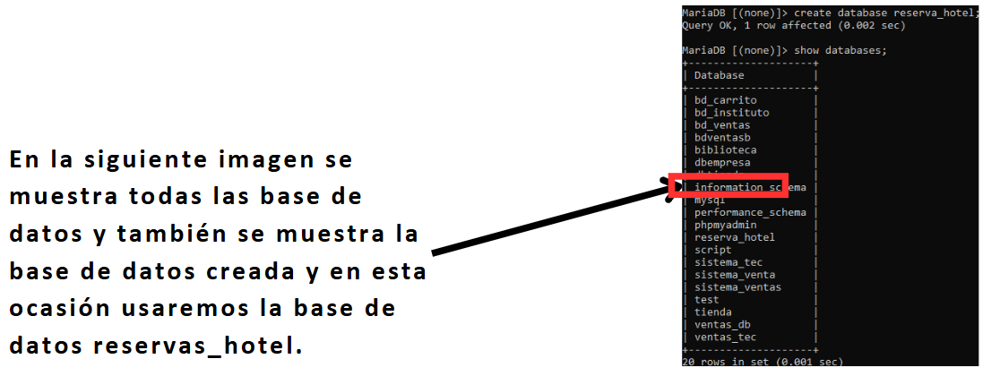 En la siguiente imagen se
muestra todas las base de
datos y también se muestra la
base de datos creada y en esta
ocasión usaremos la base de
datos reservas_hotel.
MariaDB [(none)]> create database reserva_hotel;
Query OK, 1 row affected (0.002 sec)
MariaDB [(none)]> show databases;
+--------------------+
| Database           |
+--------------------+
| bd_carrito         |
| bd_instituto       |
| bd_ventas          |
| bdventasb          |
| biblioteca         |
| dbempresa          |
| information_schema |
| mysql              |
| performance_schema |
| phpmyadmin         |
| reserva_hotel      |
| script             |
| sistema_tec        |
| sistema_venta      |
| sistema_ventas     |
| test               |
| tienda             |
| ventas_db          |
| ventas_tec         |
+--------------------+
20 rows in set (0.001 sec)